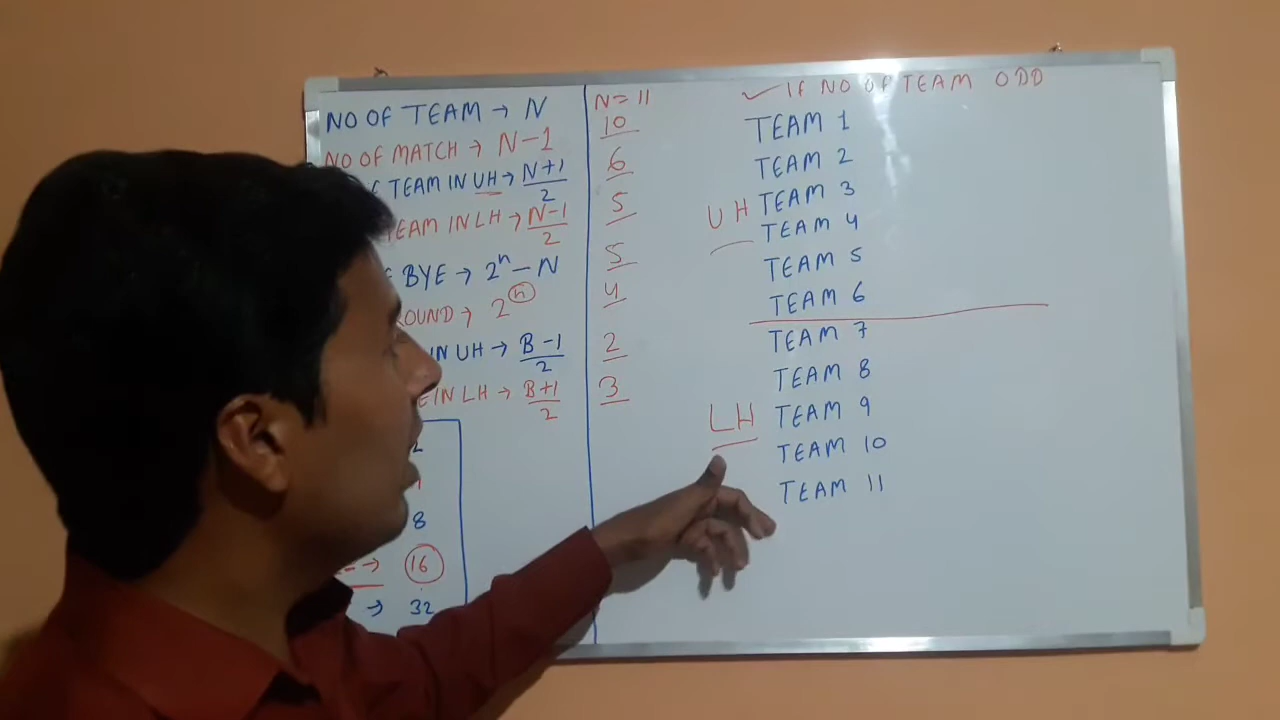 NO OF TEAM → N
NO OF MATCH → N-1
TEAM IN UH → N+1/2
TEAM IN LH → N-1/2
BYE → 2ⁿ - N
OUND → 2ⁿ
IN UH → B-1/2
IN LH → B+1/2
8
→ 16
→ 32
N = 11
10
6
5
5
4
2
3
✓ IF NO OF TEAM ODD
TEAM 1
TEAM 2
TEAM 3
UH
TEAM 4
TEAM 5
TEAM 6
TEAM 7
TEAM 8
LH
TEAM 9
TEAM 10
TEAM 11